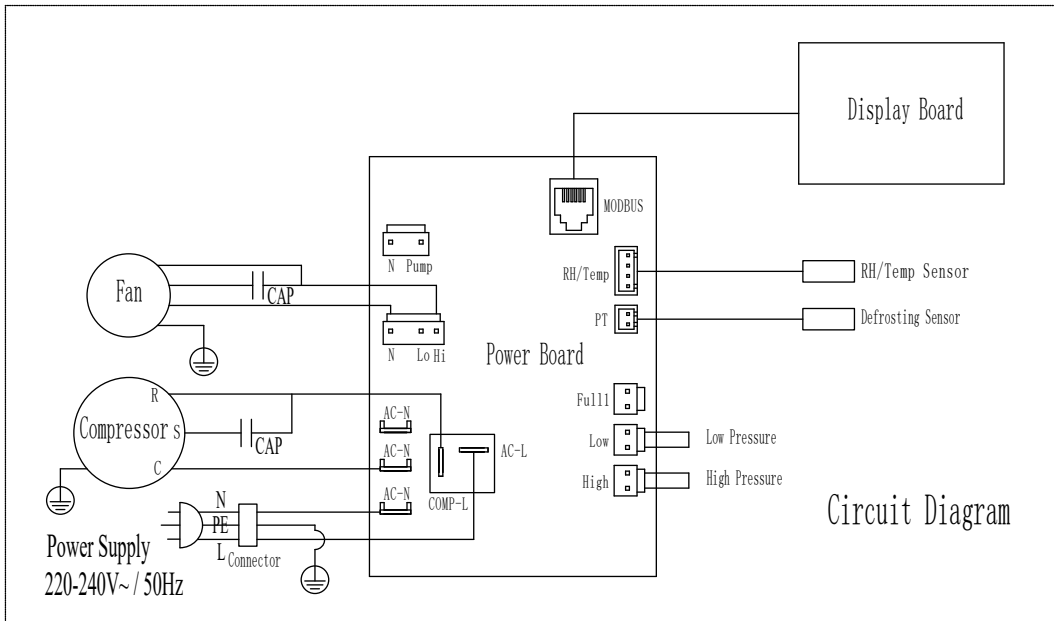 Display Board
MODBUS
N Pump
RH/Temp
RH/Temp Sensor
Fan
CAP
PT
Defrosting Sensor
N Lo Hi
Power Board
R
Full1
Compressor S
CAP
AC-N
AC-L
Low
Low Pressure
C
AC-N
High
High Pressure
AC-N
COMP-L
N
PE
L
Connector
Circuit Diagram
Power Supply
220-240V~ / 50Hz